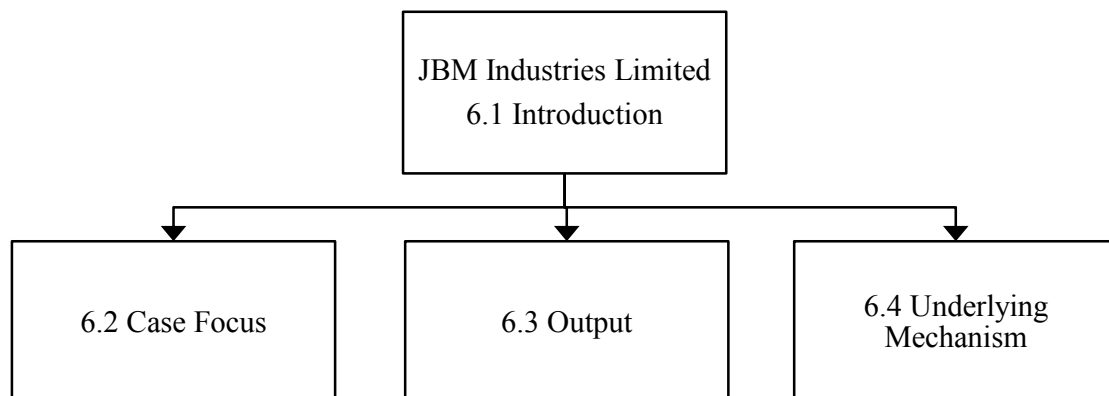 JBM Industries Limited
6.1 Introduction
6.2 Case Focus
6.3 Output
6.4 Underlying
Mechanism